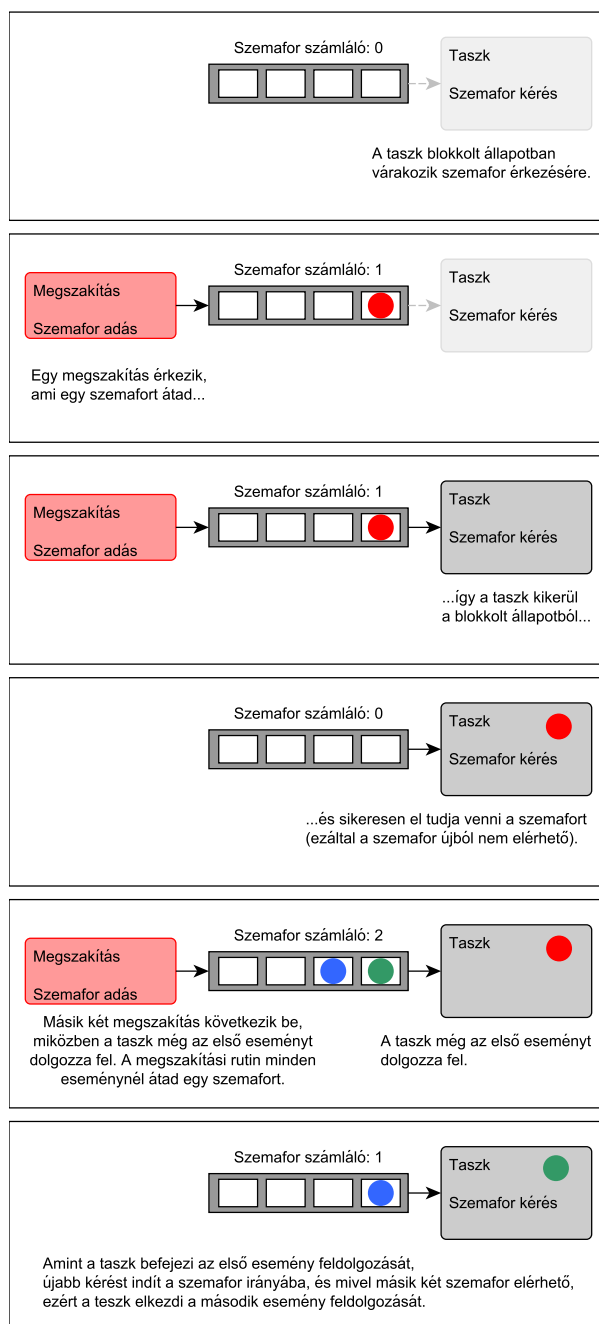 Szemafor számláló: 0
Taszk
Szemafor kérés
A taszk blokkolt állapotban
várakozik szemafor érkezésére.
Szemafor számláló: 1
Megszakítás
Szemafor adás
Taszk
Szemafor kérés
Egy megszakítás érkezik,
ami egy szemafort átad...
Szemafor számláló: 1
Megszakítás
Szemafor adás
Taszk
Szemafor kérés
...így a taszk kikerül
a blokkolt állapotból...
Szemafor számláló: 0
Taszk
Szemafor kérés
...és sikeresen el tudja venni a szemafort
(ezáltal a szemafor újból nem elérhető).
Szemafor számláló: 2
Megszakítás
Szemafor adás
Taszk
Másik két megszakítás következik be,
miközben a taszk még az első eseményt
dolgozza fel. A megszakítási rutin minden
eseménynél átad egy szemafort.
A taszk még az első eseményt
dolgozza fel.
Szemafor számláló: 1
Taszk
Szemafor kérés
Amint a taszk befejezi az első esemény feldolgozását,
újabb kérést indít a szemafor irányába, és mivel másik két szemafor elérhető,
ezért a teszk elkezdi a második esemény feldolgozását.